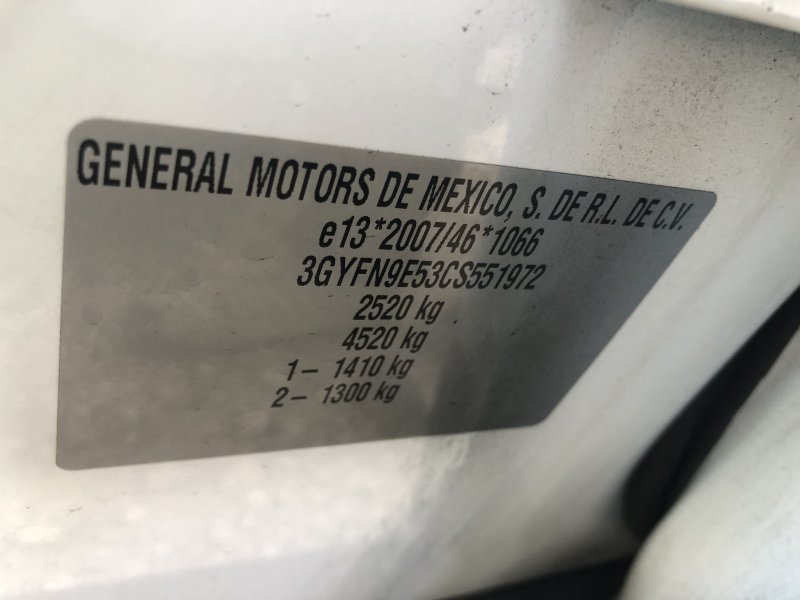 GENERAL MOTORS DE MEXICO, S. DE R.L. DE C.V.
e13*2007/46*1066
3GYFN9E53CS551972
2520 kg
4520 kg
1– 1410 kg
2– 1300 kg